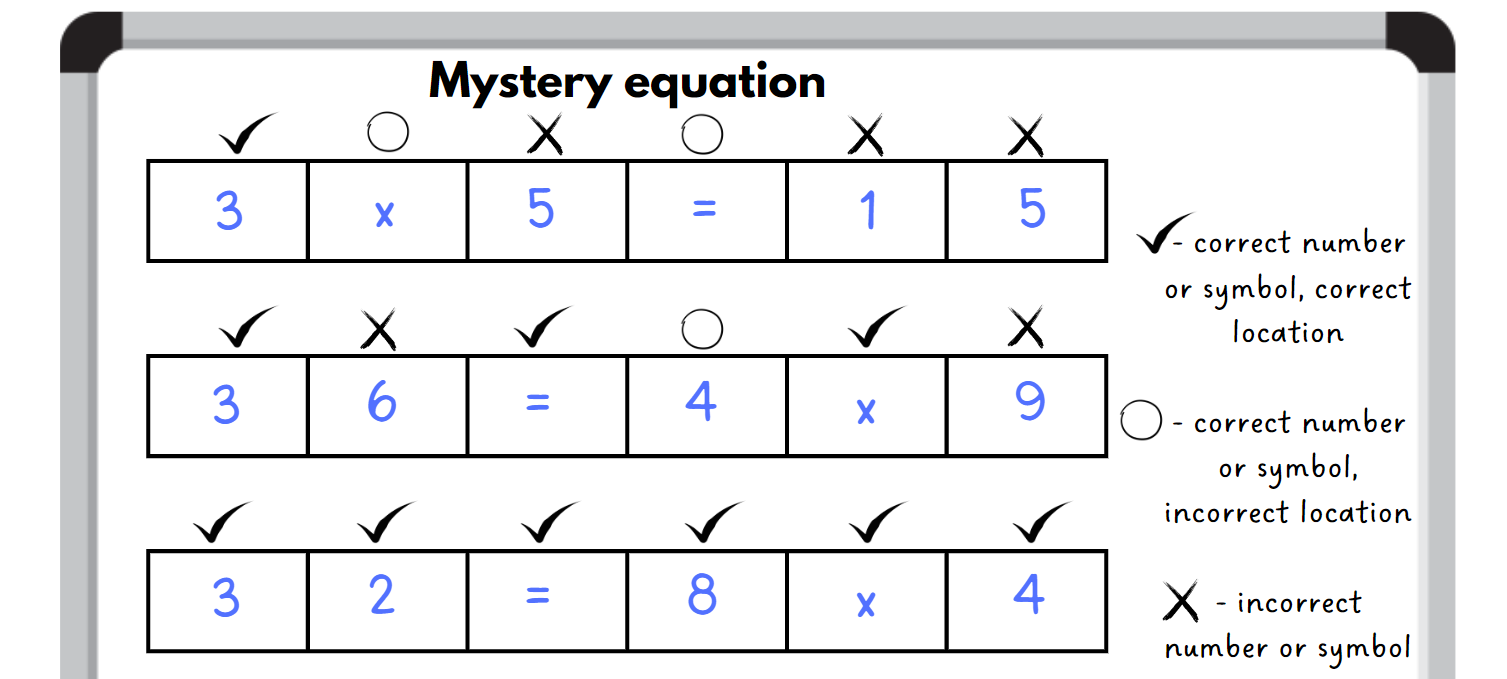 Mystery equation
3 x 5 = 1 5
3 6 = 4 x 9
3 2 = 8 x 4
- correct number
or symbol, correct
location
- correct number
or symbol,
incorrect location
- incorrect
number or symbol